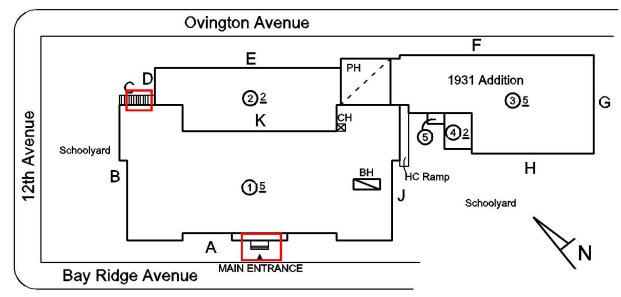 Ovington Avenue
E
F
PH
D
C
1931 Addition
2 2
3 5
G
12th Avenue
CH
K
5
4 2
Schoolyard
B
BH
H
HC Ramp
1 5
J
Schoolyard
A
N
MAIN ENTRANCE
Bay Ridge Avenue